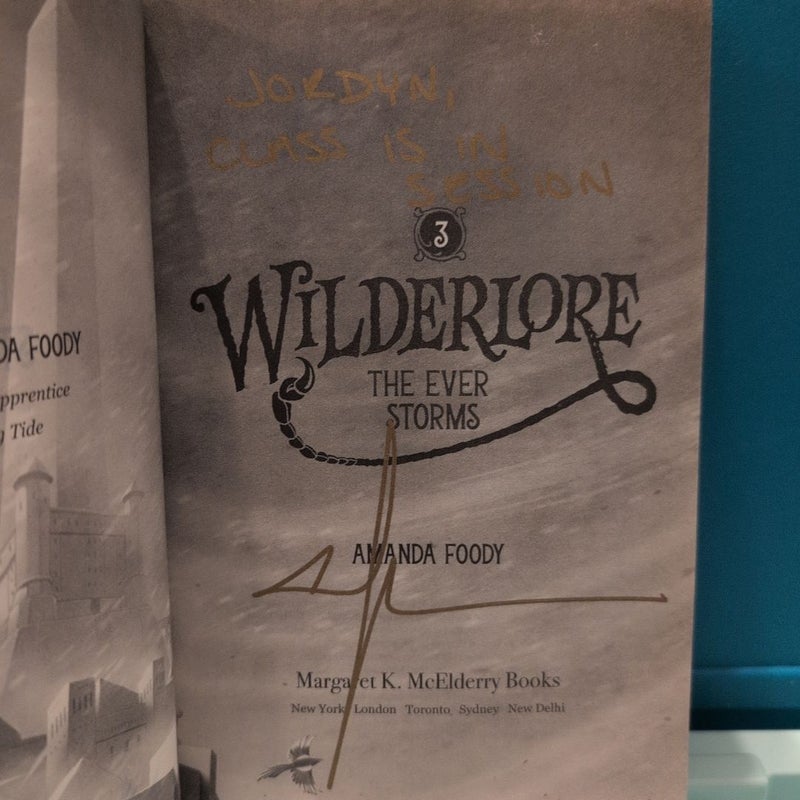 DA FOODY
pprentice
g Tide
JORDYN,
CLASS IS IN
SESSION
3
WILDERLORE
THE EVER
STORMS
AMANDA FOODY
Margaret K. McElderry Books
New York London Toronto Sydney New Delhi